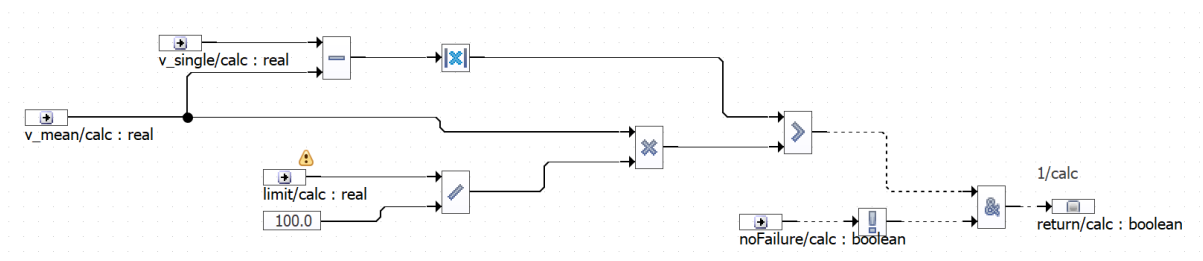 v_single/calc : real
v_mean/calc : real
limit/calc : real
100.0
1/calc
noFailure/calc : boolean
return/calc : boolean